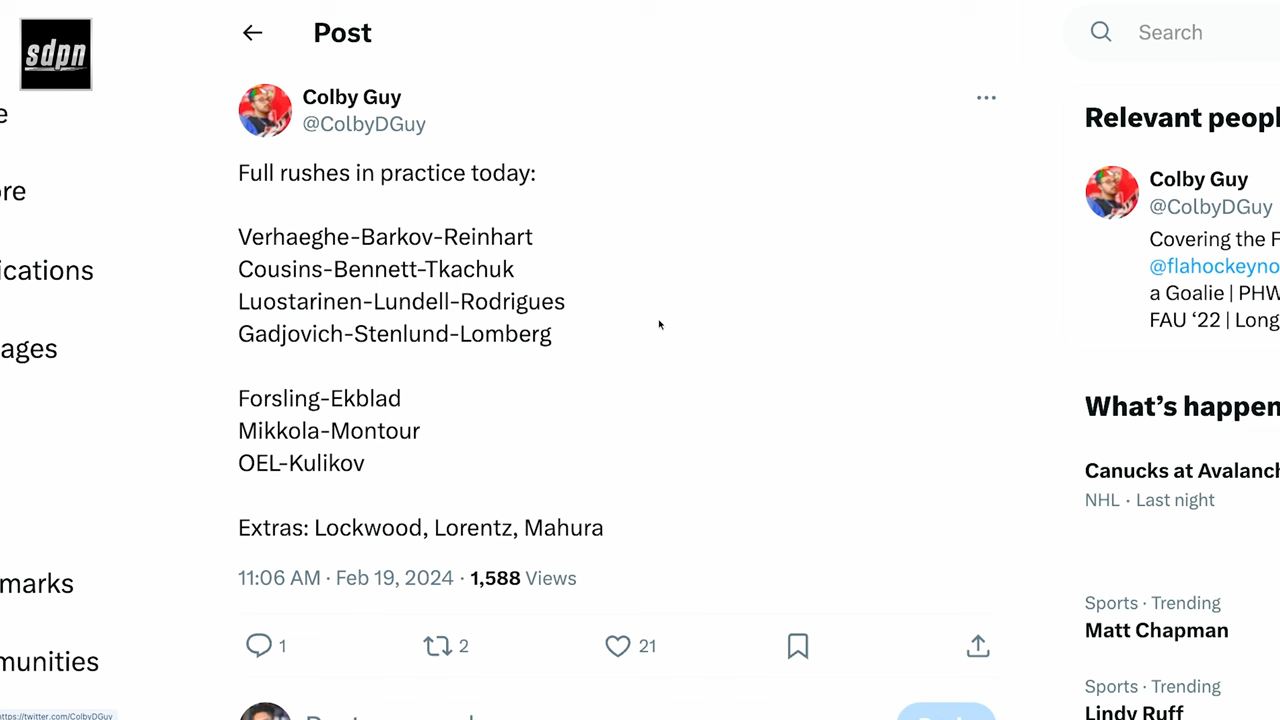 sdpn
Post
Search
Colby Guy
@ColbyDGuy
Full rushes in practice today:
Verhaeghe-Barkov-Reinhart
Cousins-Bennett-Tkachuk
Luostarinen-Lundell-Rodrigues
Gadjovich-Stenlund-Lomberg
Forsling-Ekblad
Mikkola-Montour
OEL-Kulikov
Extras: Lockwood, Lorentz, Mahura
11:06 AM · Feb 19, 2024 · 1,588 Views
1
2
21
e
ore
ications
ages
marks
munities
https://twitter.com/ColbyDGuy
Relevant peopl
Colby Guy
@ColbyDGuy
Covering the F
@flahockeyno
a Goalie | PHW
FAU ‘22 | Long
What’s happen
Canucks at Avalanch
NHL · Last night
Sports · Trending
Matt Chapman
Sports · Trending
Lindy Ruff